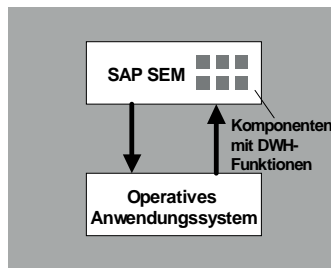 SAP SEM
Komponenten
mit DWH-
Funktionen
Operatives
Anwendungssystem